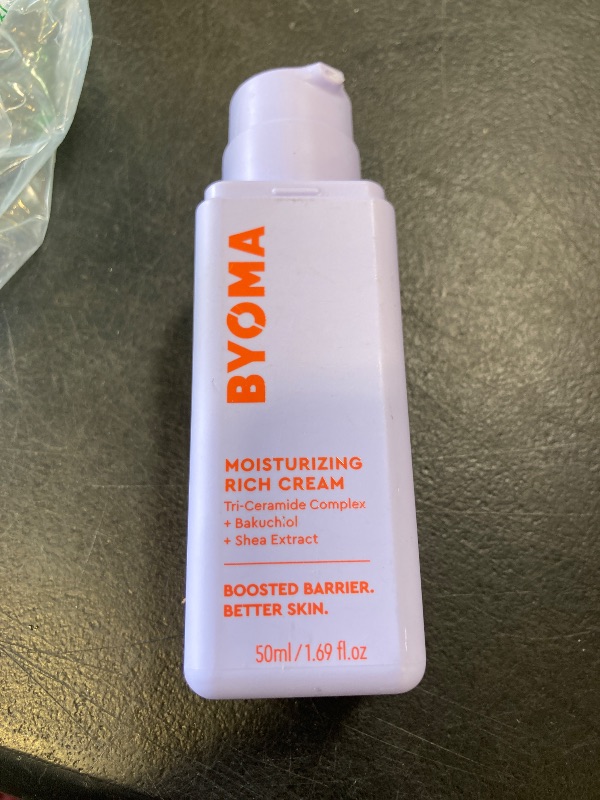 BYOMA
MOISTURIZING
RICH CREAM
Tri-Ceramide Complex
+ Bakuchiol
+ Shea Extract
BOOSTED BARRIER.
BETTER SKIN.
50ml/1.69 fl.oz